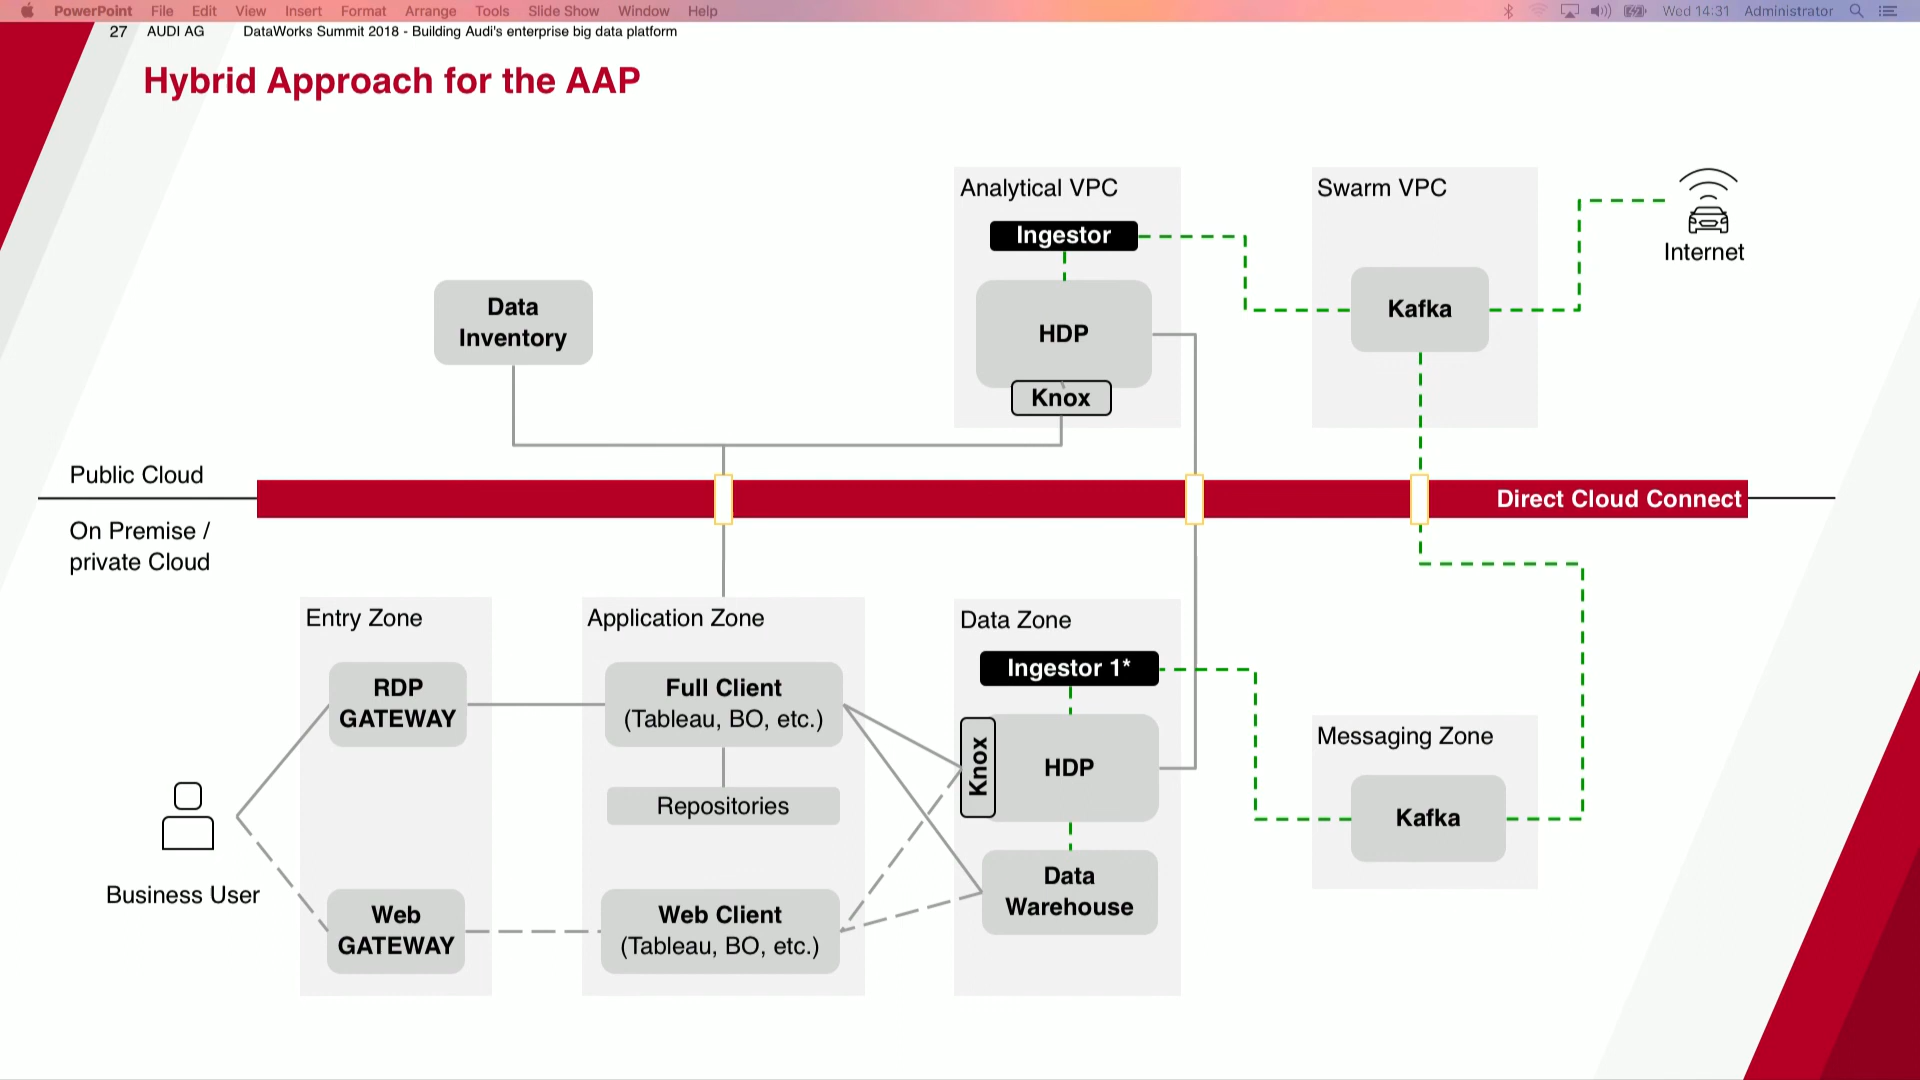 PowerPoint File Edit View Insert Format Arrange Tools Slide Show Window Help Wed 14:31 Administrator
27 AUDI AG DataWorks Summit 2018 - Building Audi's enterprise big data platform
Hybrid Approach for the AAP
Analytical VPC
Swarm VPC
Ingestor
Internet
Data
Inventory
HDP
Kafka
Knox
Public Cloud
Direct Cloud Connect
On Premise /
private Cloud
Entry Zone
Application Zone
Data Zone
RDP
GATEWAY
Full Client
(Tableau, BO, etc.)
Ingestor 1*
Knox
HDP
Messaging Zone
Repositories
Kafka
Business User
Data
Warehouse
Web
GATEWAY
Web Client
(Tableau, BO, etc.)